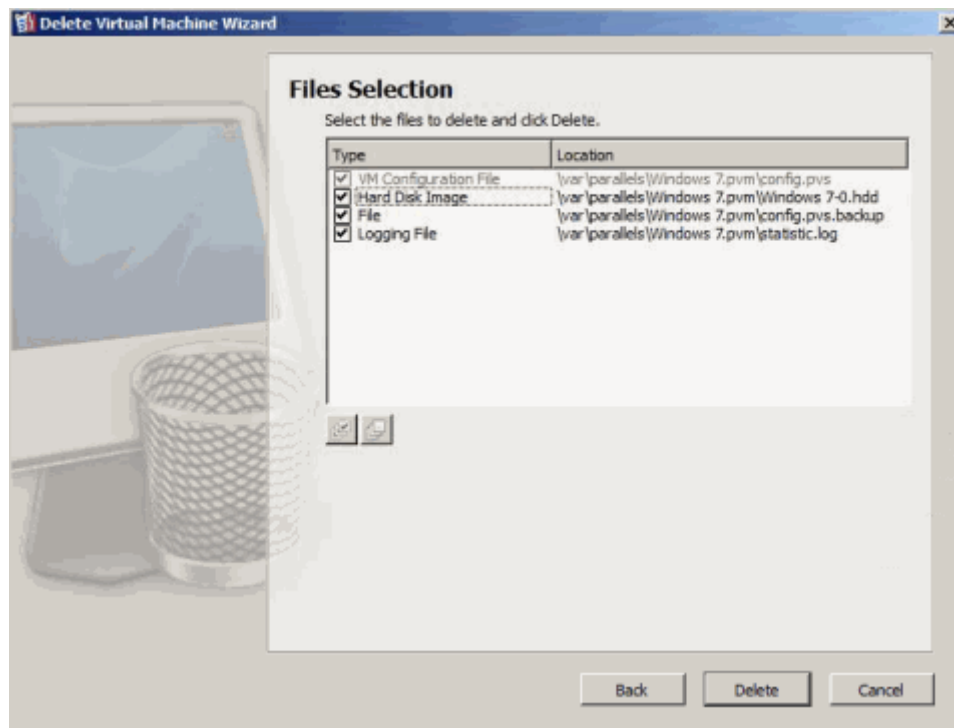 Delete Virtual Machine Wizard
Files Selection
Select the files to delete and click Delete.
Type Location
VM Configuration File \var\parallels\Windows 7.pvm\config.pvs
Hard Disk Image \var\parallels\Windows 7.pvm\Windows 7-0.hdd
File \var\parallels\Windows 7.pvm\config.pvs.backup
Logging File \var\parallels\Windows 7.pvm\statistic.log
Back Delete Cancel